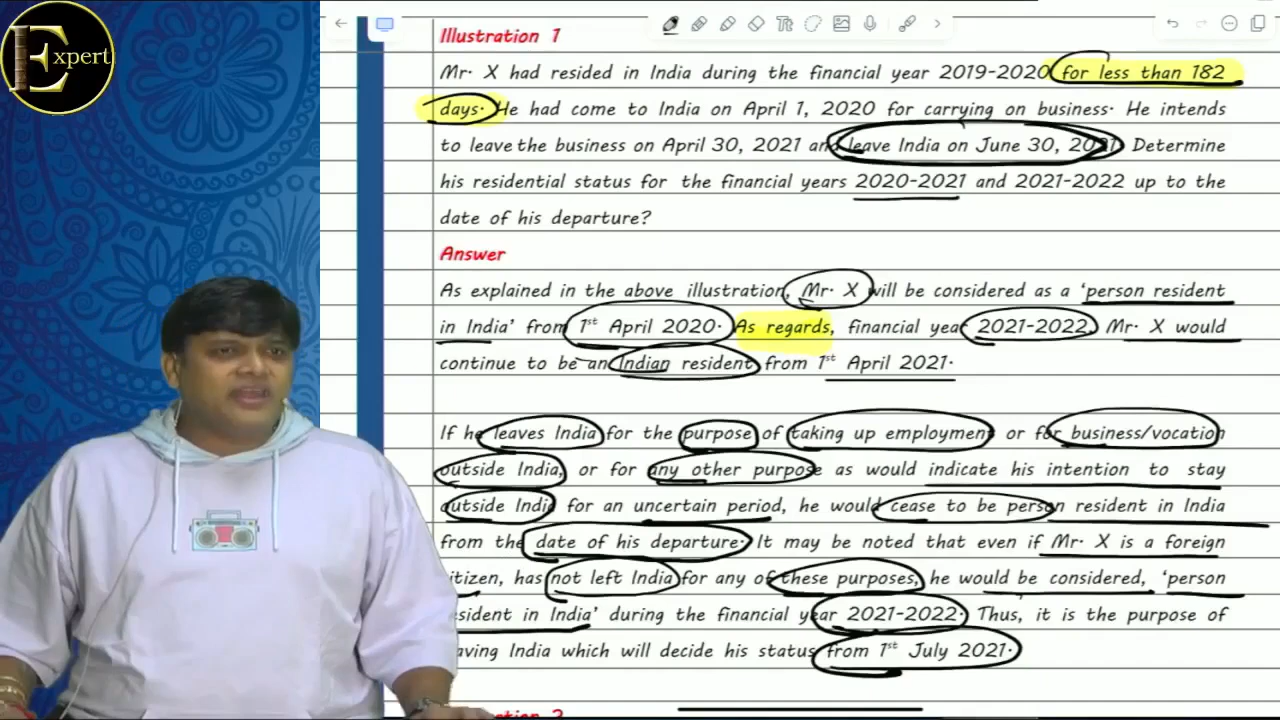 Expert
Illustration 1
Mr. X had resided in India during the financial year 2019-2020 for less than 182
days. He had come to India on April 1, 2020 for carrying on business. He intends
to leave the business on April 30, 2021 and leave India on June 30, 2021. Determine
his residential status for the financial years 2020-2021 and 2021-2022 up to the
date of his departure?
Answer
As explained in the above illustration, Mr. X will be considered as a 'person resident
in India' from 1st April 2020. As regards, financial year 2021-2022, Mr. X would
continue to be an Indian resident from 1st April 2021.
If he leaves India for the purpose of taking up employment or for business/vocation
outside India, or for any other purpose as would indicate his intention to stay
outside India for an uncertain period, he would cease to be person resident in India
from the date of his departure. It may be noted that even if Mr. X is a foreign
citizen, has not left India for any of these purposes, he would be considered, 'person
resident in India' during the financial year 2021-2022. Thus, it is the purpose of
leaving India which will decide his status from 1st July 2021.